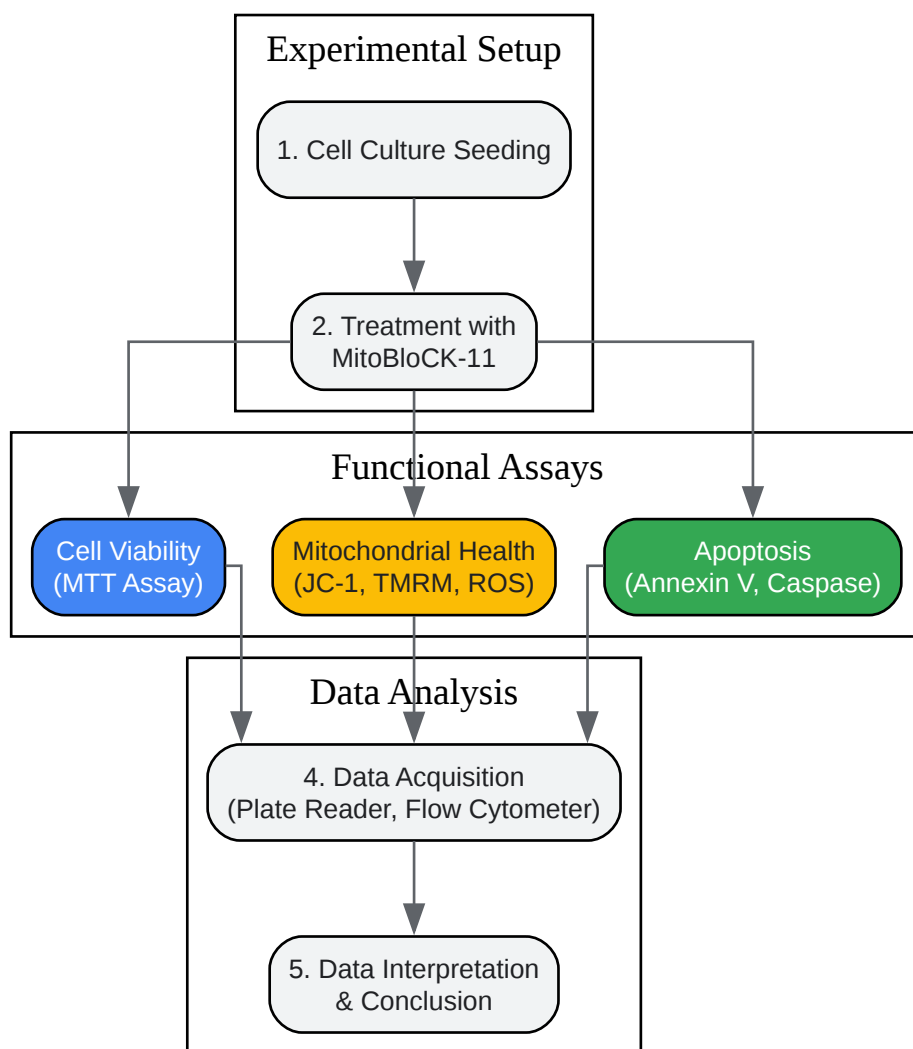 Experimental Setup
1. Cell Culture Seeding
2. Treatment with
MitoBloCK-11
Functional Assays
Cell Viability
(MTT Assay)
Mitochondrial Health
(JC-1, TMRM, ROS)
Apoptosis
(Annexin V, Caspase)
Data Analysis
4. Data Acquisition
(Plate Reader, Flow Cytometer)
5. Data Interpretation
& Conclusion